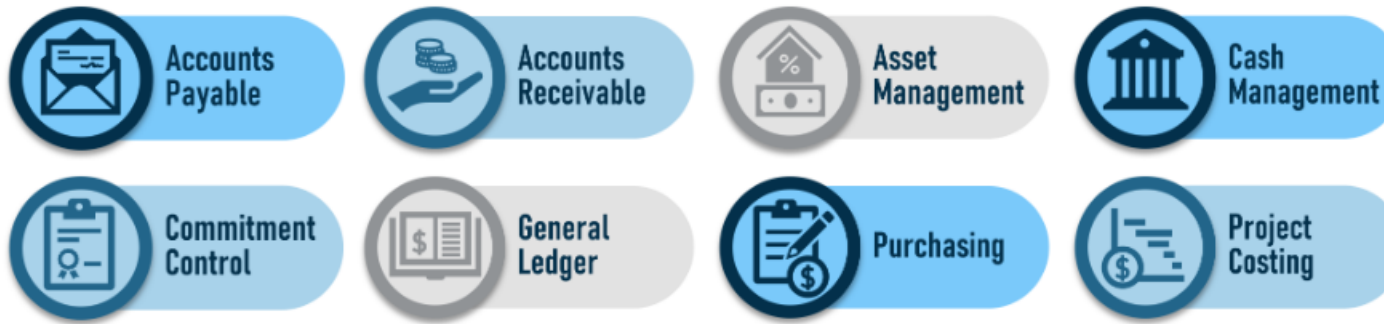 Accounts
Payable
Accounts
Receivable
Asset
Management
Cash
Management
Commitment
Control
General
Ledger
Purchasing
Project
Costing
%
$
$
$